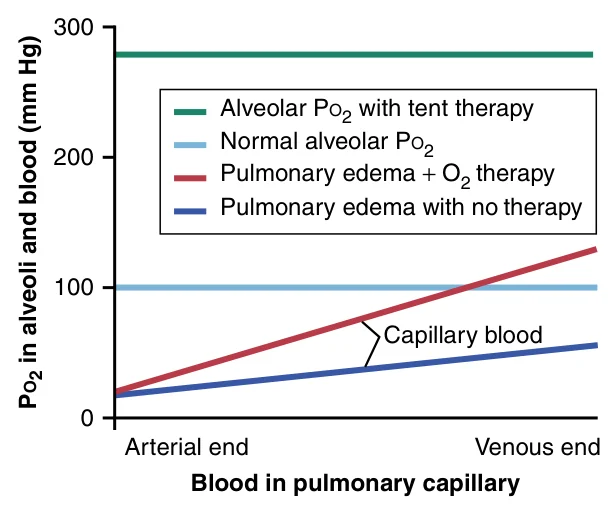 300
200
100
0
Po2 in alveoli and blood (mm Hg)
Alveolar Po2 with tent therapy
Normal alveolar Po2
Pulmonary edema + O2 therapy
Pulmonary edema with no therapy
Capillary blood
Arterial end
Venous end
Blood in pulmonary capillary